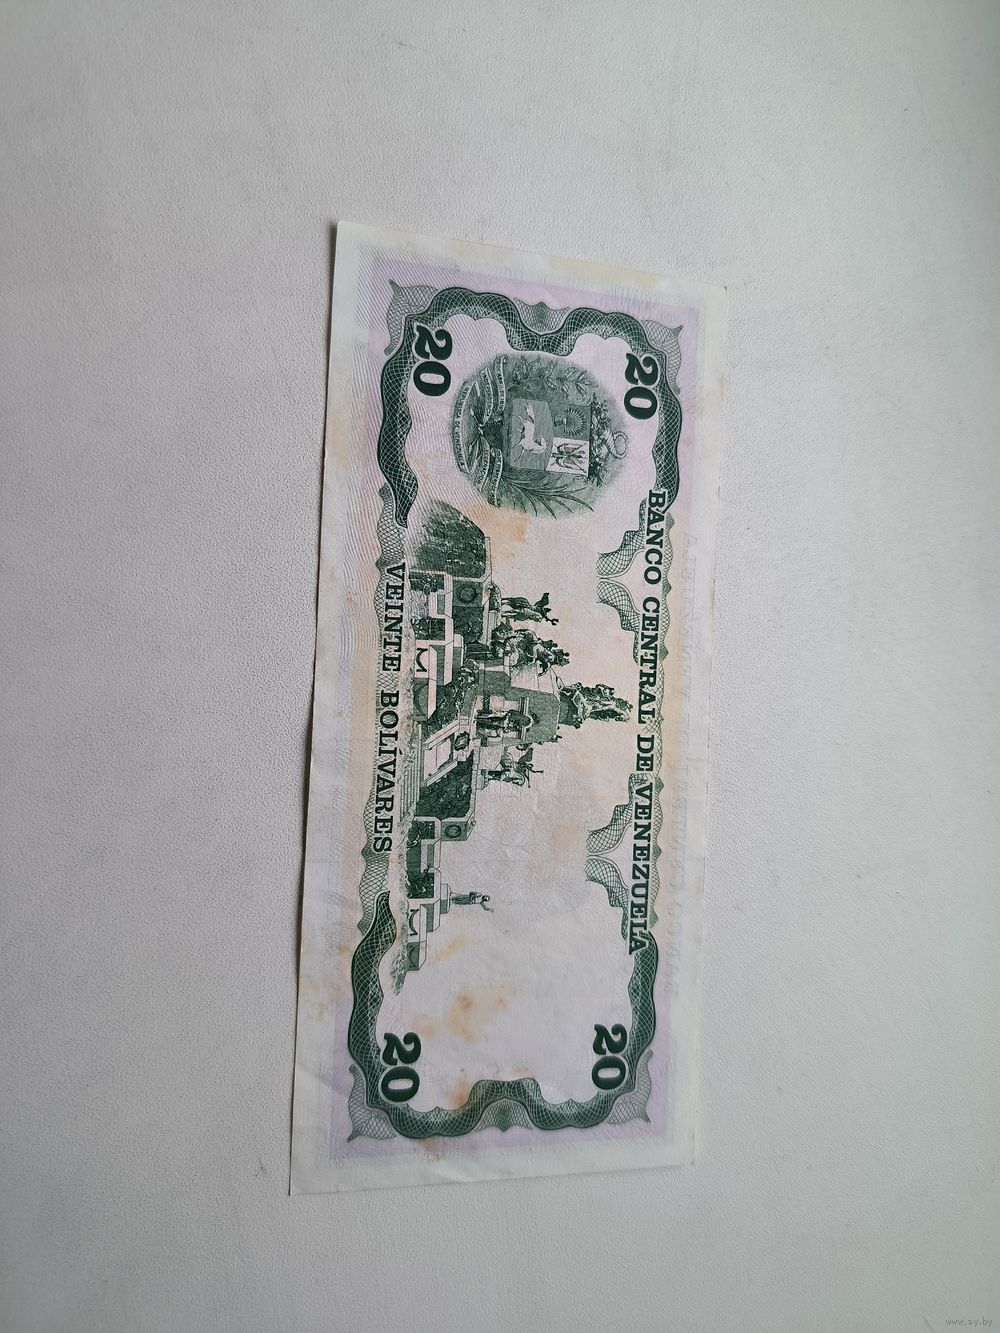 20
20
BANCO CENTRAL DE VENEZUELA
VEINTE BOLÍVARES
20
20
www.ay.by